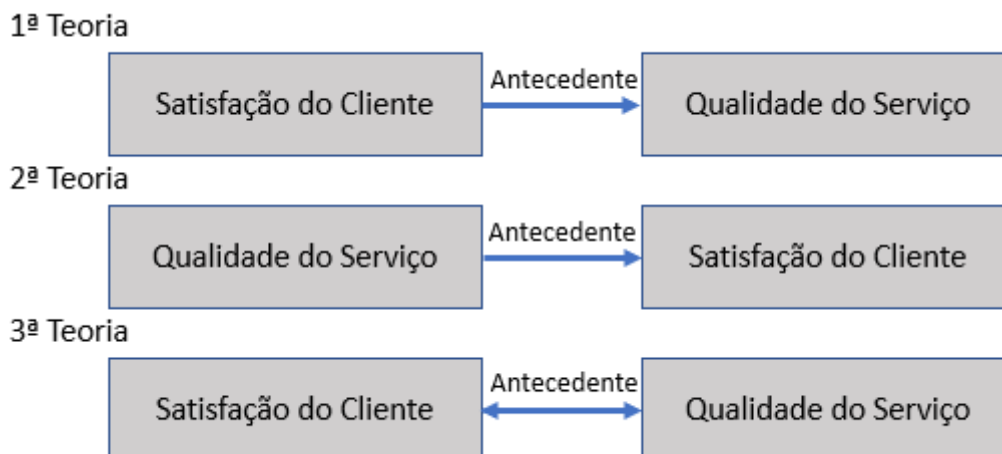 1ª Teoria
Satisfação do Cliente
Antecedente
Qualidade do Serviço
2ª Teoria
Qualidade do Serviço
Antecedente
Satisfação do Cliente
3ª Teoria
Satisfação do Cliente
Antecedente
Qualidade do Serviço